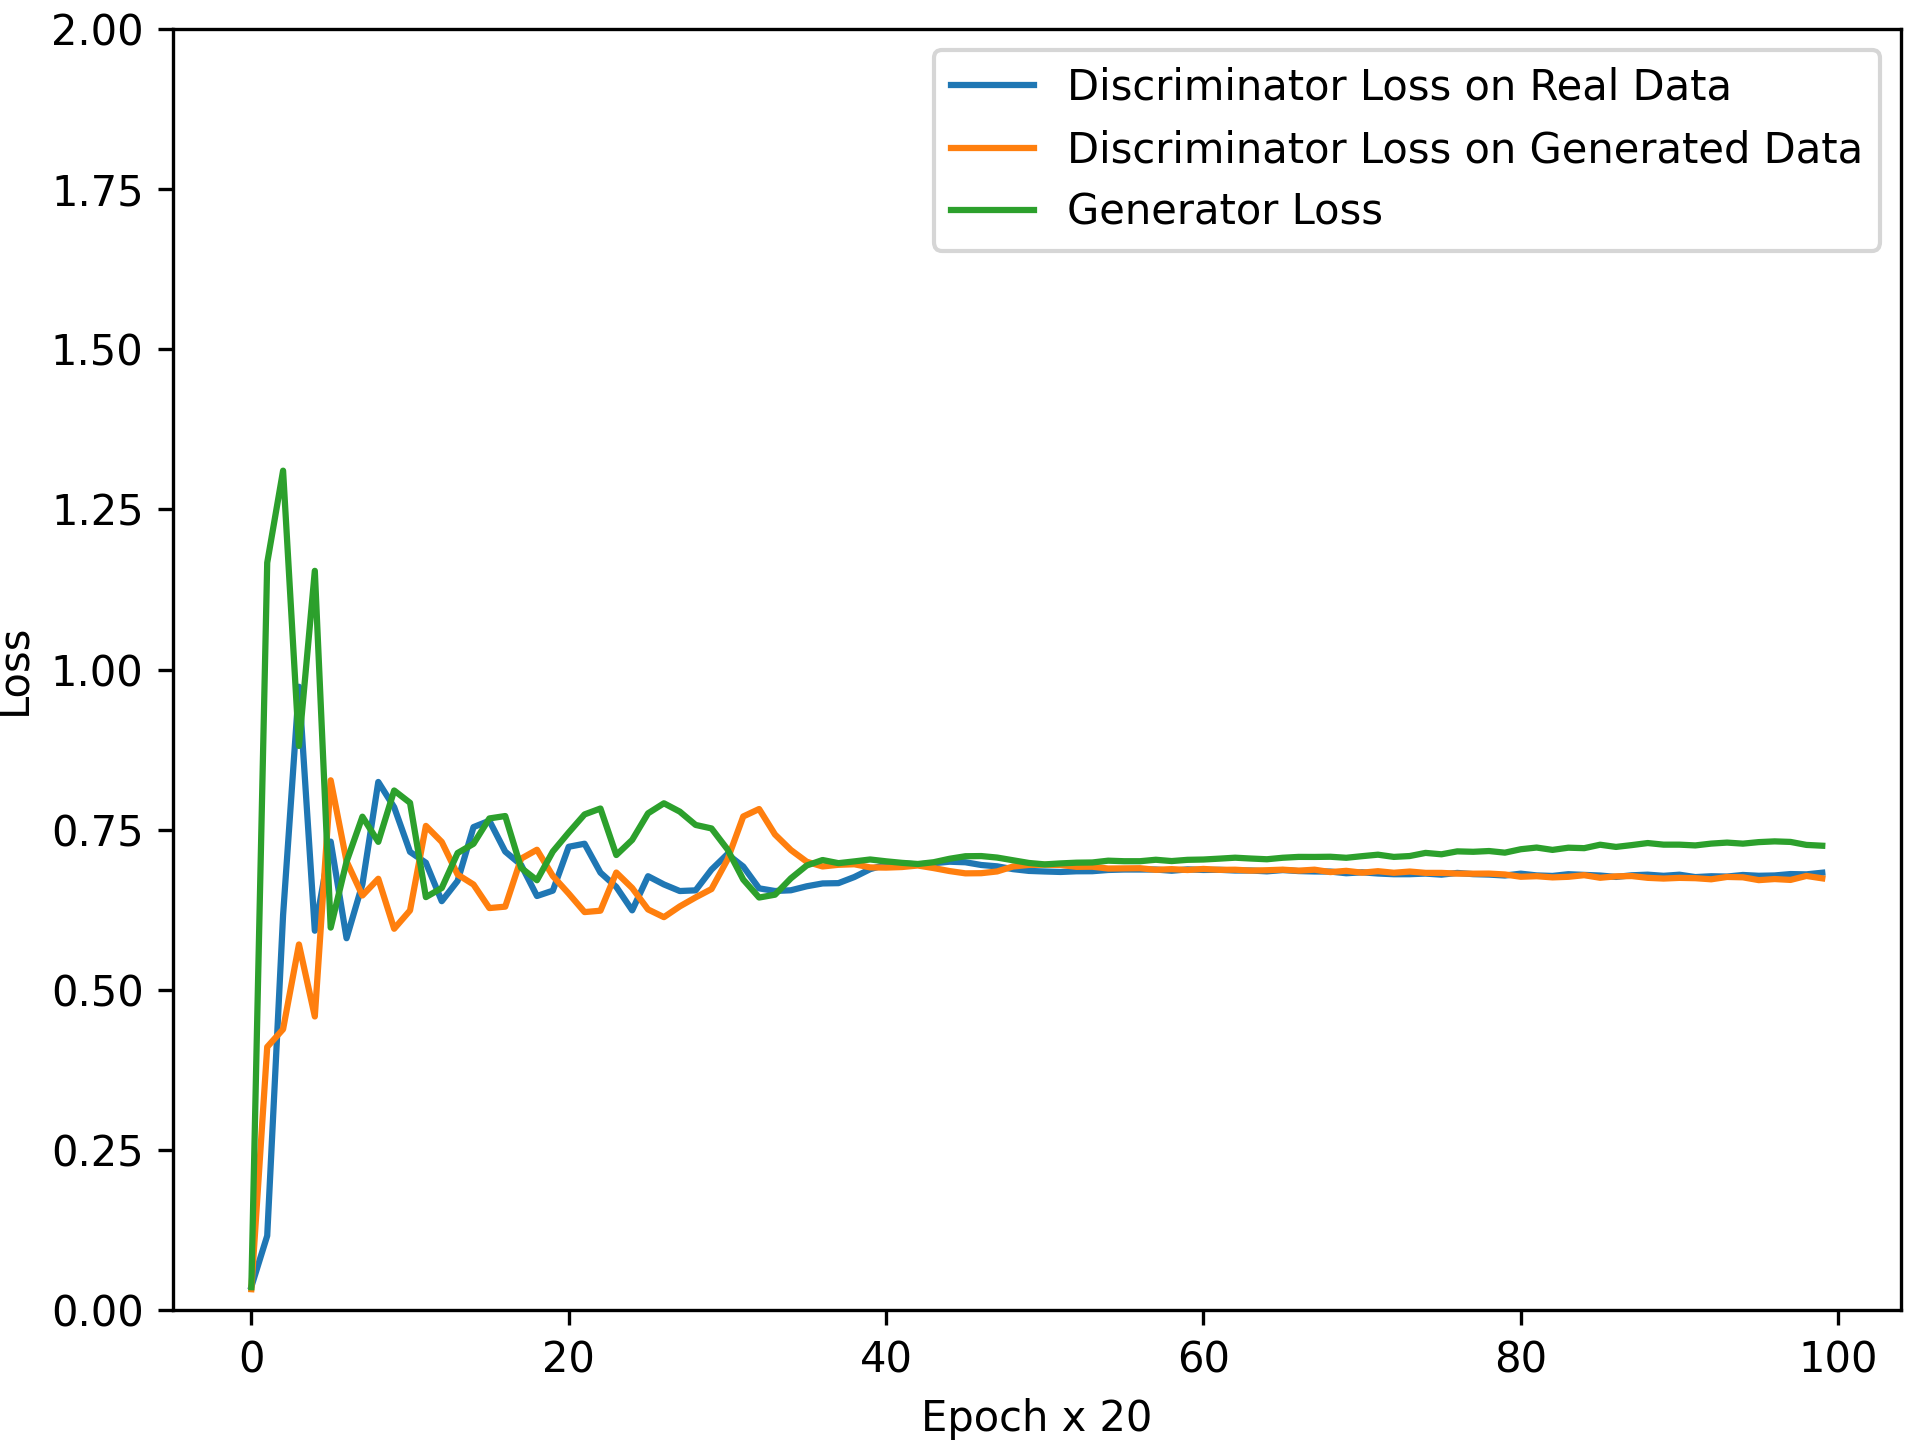 2.00
1.75
1.50
1.25
1.00
0.75
0.50
0.25
0.00
Loss
Discriminator Loss on Real Data
Discriminator Loss on Generated Data
Generator Loss
0 20 40 60 80 100
Epoch x 20